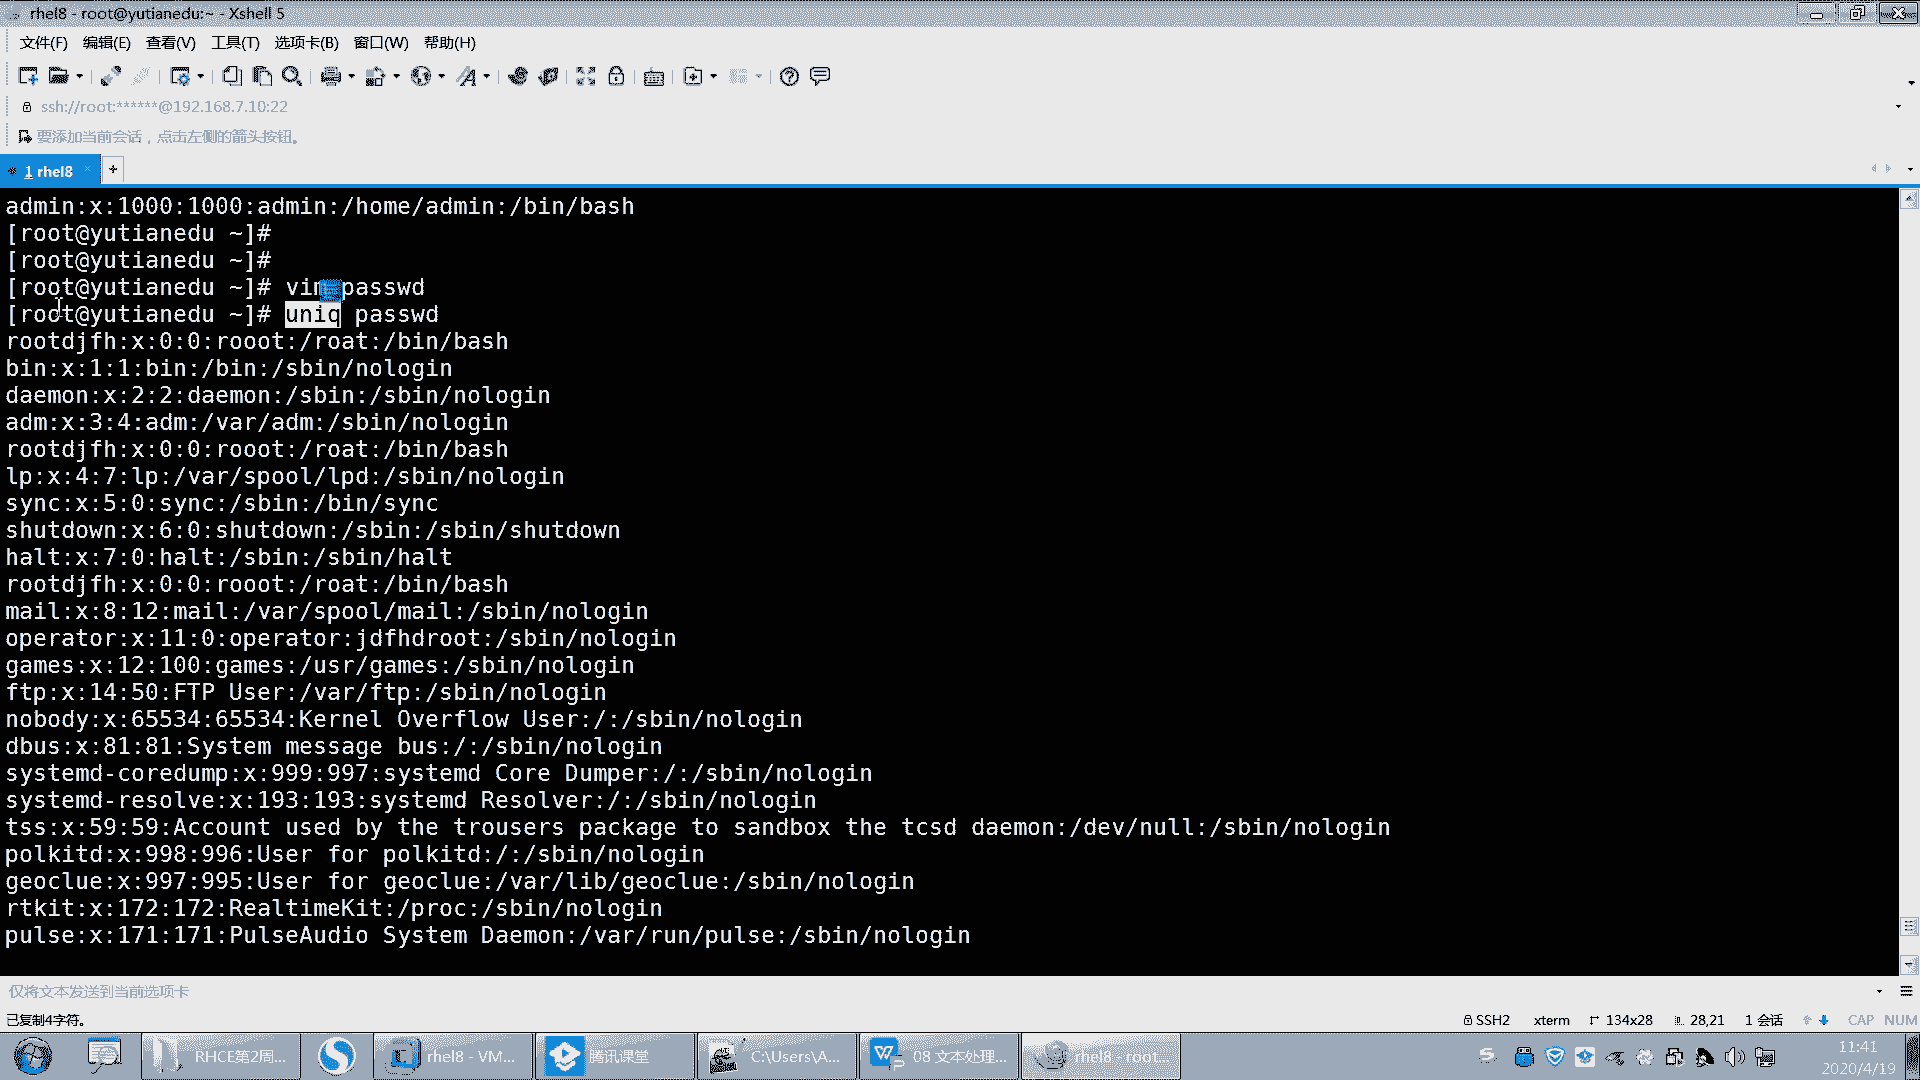 rhel8 - root@yutianedu:~ - Xshell 5
文件(F) 编辑(E) 查看(V) 工具(T) 选项卡(B) 窗口(W) 帮助(H)
ssh://root:******@192.168.7.10:22
要添加当前会话，点击左侧的箭头按钮。
1 rhel8
admin:x:1000:1000:admin:/home/admin:/bin/bash
[root@yutianedu ~]#
[root@yutianedu ~]#
[root@yutianedu ~]# vim passwd
[root@yutianedu ~]# uniq passwd
rootdjfh:x:0:0:rooot:/roat:/bin/bash
bin:x:1:1:bin:/bin:/sbin/nologin
daemon:x:2:2:daemon:/sbin:/sbin/nologin
adm:x:3:4:adm:/var/adm:/sbin/nologin
rootdjfh:x:0:0:rooot:/roat:/bin/bash
lp:x:4:7:lp:/var/spool/lpd:/sbin/nologin
sync:x:5:0:sync:/sbin:/bin/sync
shutdown:x:6:0:shutdown:/sbin:/sbin/shutdown
halt:x:7:0:halt:/sbin:/sbin/halt
rootdjfh:x:0:0:rooot:/roat:/bin/bash
mail:x:8:12:mail:/var/spool/mail:/sbin/nologin
operator:x:11:0:operator:jdfhdroot:/sbin/nologin
games:x:12:100:games:/usr/games:/sbin/nologin
ftp:x:14:50:FTP User:/var/ftp:/sbin/nologin
nobody:x:65534:65534:Kernel Overflow User:/:/sbin/nologin
dbus:x:81:81:System message bus:/:/sbin/nologin
systemd-coredump:x:999:997:systemd Core Dumper:/:/sbin/nologin
systemd-resolve:x:193:193:systemd Resolver:/:/sbin/nologin
tss:x:59:59:Account used by the trousers package to sandbox the tcsd daemon:/dev/null:/sbin/nologin
polkitd:x:998:996:User for polkitd:/:/sbin/nologin
geoclue:x:997:995:User for geoclue:/var/lib/geoclue:/sbin/nologin
rtkit:x:172:172:RealtimeKit:/proc:/sbin/nologin
pulse:x:171:171:PulseAudio System Daemon:/var/run/pulse:/sbin/nologin
仅将文本发送到当前选项卡
已复制4字符。 SSH2 xterm 134x28 28,21 1 会话 CAP NUM
RHCE第2周... rhel8 - VM... 腾讯课堂 C:\Users\A... 08 文本处理... rhel8 - root... 11:41
2020/4/19